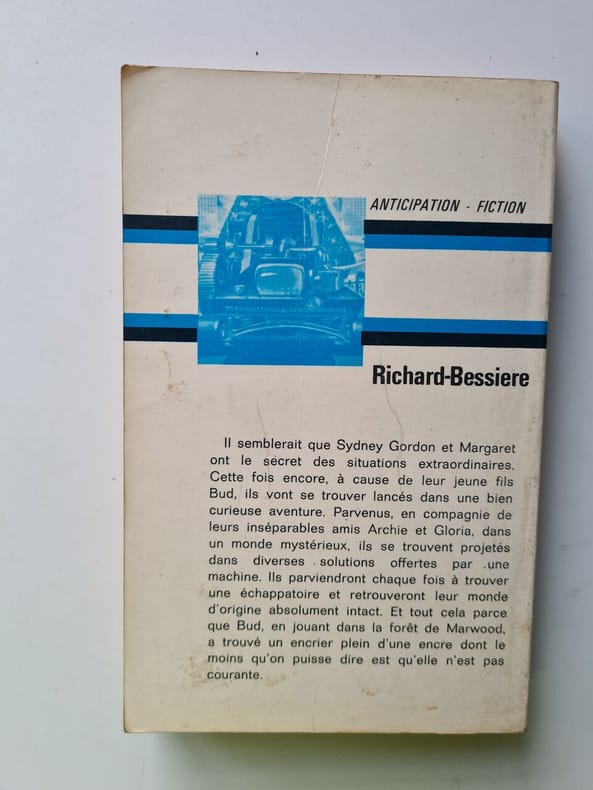 ANTICIPATION - FICTION
Richard-Bessiere
Il semblerait que Sydney Gordon et Margaret
ont le secret des situations extraordinaires.
Cette fois encore, à cause de leur jeune fils
Bud, ils vont se trouver lancés dans une bien
curieuse aventure. Parvenus, en compagnie de
leurs inséparables amis Archie et Gloria, dans
un monde mystérieux, ils se trouvent projetés
dans diverses solutions offertes par une
machine. Ils parviendront chaque fois à trouver
une échappatoire et retrouveront leur monde
d'origine absolument intact. Et tout cela parce
que Bud, en jouant dans la forêt de Marwood,
a trouvé un encrier plein d'une encre dont le
moins qu'on puisse dire est qu'elle n'est pas
courante.